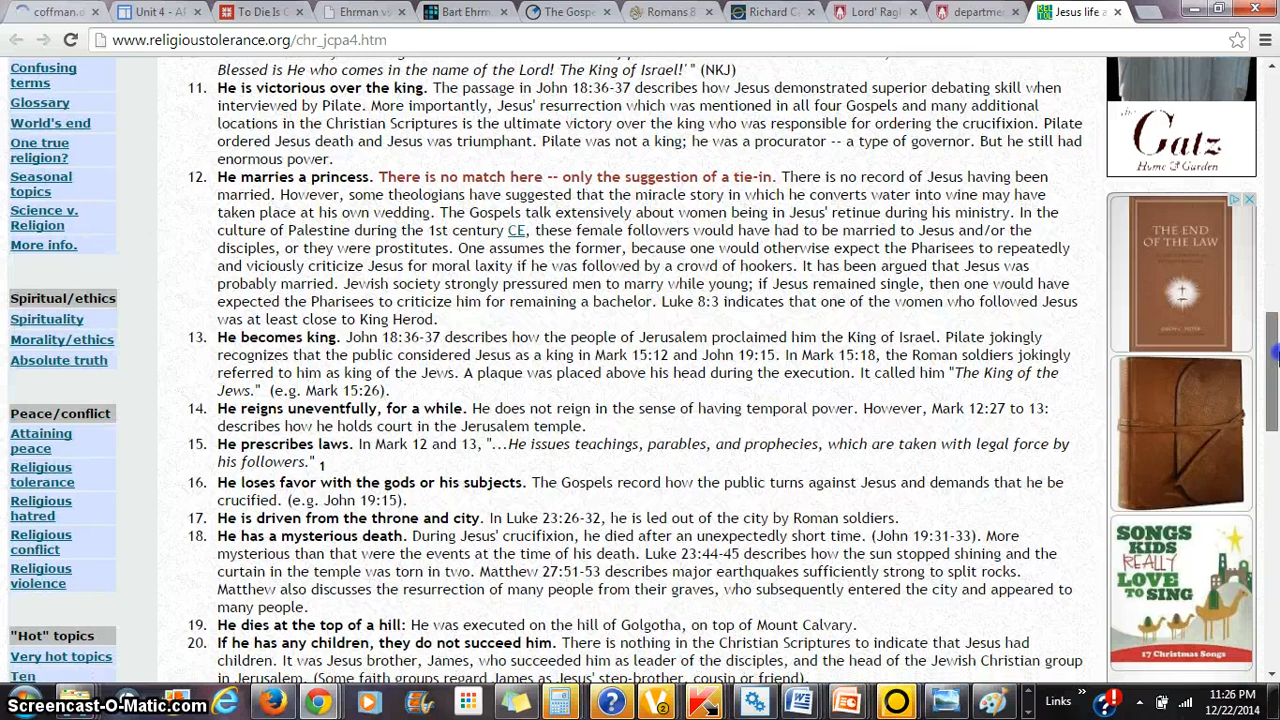 coffman.d
Unit 4 - Af
To Die Is G
Ehrman v
Bart Ehrm
The Gospe
Romans 8
Richard C
Lord' Ragl
departme
Jesus life a
www.religioustolerance.org/chr_jcpa4.htm
Confusing
terms
Glossary
World's end
One true
religion?
Seasonal
topics
Science v.
Religion
More info.
Spiritual/ethics
Spirituality
Morality/ethics
Absolute truth
Peace/conflict
Attaining
peace
Religious
tolerance
Religious
hatred
Religious
conflict
Religious
violence
"Hot" topics
Very hot topics
Ten
Blessed is He who comes in the name of the Lord! The King of Israel!' " (NKJ)
11. He is victorious over the king. The passage in John 18:36-37 describes how Jesus demonstrated superior debating skill when
interviewed by Pilate. More importantly, Jesus' resurrection which was mentioned in all four Gospels and many additional
locations in the Christian Scriptures is the ultimate victory over the king who was responsible for ordering the crucifixion. Pilate
ordered Jesus death and Jesus was triumphant. Pilate was not a king; he was a procurator -- a type of governor. But he still had
enormous power.
12. He marries a princess. There is no match here -- only the suggestion of a tie-in. There is no record of Jesus having been
married. However, some theologians have suggested that the miracle story in which he converts water into wine may have
taken place at his own wedding. The Gospels talk extensively about women being in Jesus' retinue during his ministry. In the
culture of Palestine during the 1st century CE, these female followers would have had to be married to Jesus and/or the
disciples, or they were prostitutes. One assumes the former, because one would otherwise expect the Pharisees to repeatedly
and viciously criticize Jesus for moral laxity if he was followed by a crowd of hookers. It has been argued that Jesus was
probably married. Jewish society strongly pressured men to marry while young; if Jesus remained single, then one would have
expected the Pharisees to criticize him for remaining a bachelor. Luke 8:3 indicates that one of the women who followed Jesus
was at least close to King Herod.
13. He becomes king. John 18:36-37 describes how the people of Jerusalem proclaimed him the King of Israel. Pilate jokingly
recognizes that the public considered Jesus as a king in Mark 15:12 and John 19:15. In Mark 15:18, the Roman soldiers jokingly
referred to him as king of the Jews. A plaque was placed above his head during the execution. It called him "The King of the
Jews." (e.g. Mark 15:26).
14. He reigns uneventfully, for a while. He does not reign in the sense of having temporal power. However, Mark 12:27 to 13:
describes how he holds court in the Jerusalem temple.
15. He prescribes laws. In Mark 12 and 13, "...He issues teachings, parables, and prophecies, which are taken with legal force by
his followers." 1
16. He loses favor with the gods or his subjects. The Gospels record how the public turns against Jesus and demands that he be
crucified. (e.g. John 19:15).
17. He is driven from the throne and city. In Luke 23:26-32, he is led out of the city by Roman soldiers.
18. He has a mysterious death. During Jesus' crucifixion, he died after an unexpectedly short time. (John 19:31-33). More
mysterious than that were the events at the time of his death. Luke 23:44-45 describes how the sun stopped shining and the
curtain in the temple was torn in two. Matthew 27:51-53 describes major earthquakes sufficiently strong to split rocks.
Matthew also discusses the resurrection of many people from their graves, who subsequently entered the city and appeared to
many people.
19. He dies at the top of a hill: He was executed on the hill of Golgotha, on top of Mount Calvary.
20. If he has any children, they do not succeed him. There is nothing in the Christian Scriptures to indicate that Jesus had
children. It was Jesus brother, James, who succeeded him as leader of the disciples, and the head of the Jewish Christian group
in Jerusalem. (Some faith groups regard James as Jesus' step-brother, cousin or friend).
the
Gatz
Home & Garden
THE END
OF THE LAW
SONGS
KIDS
REALLY
LOVE
TO SING
17 Christmas Songs
Links
11:26 PM
12/22/2014
Screencast-O-Matic.com